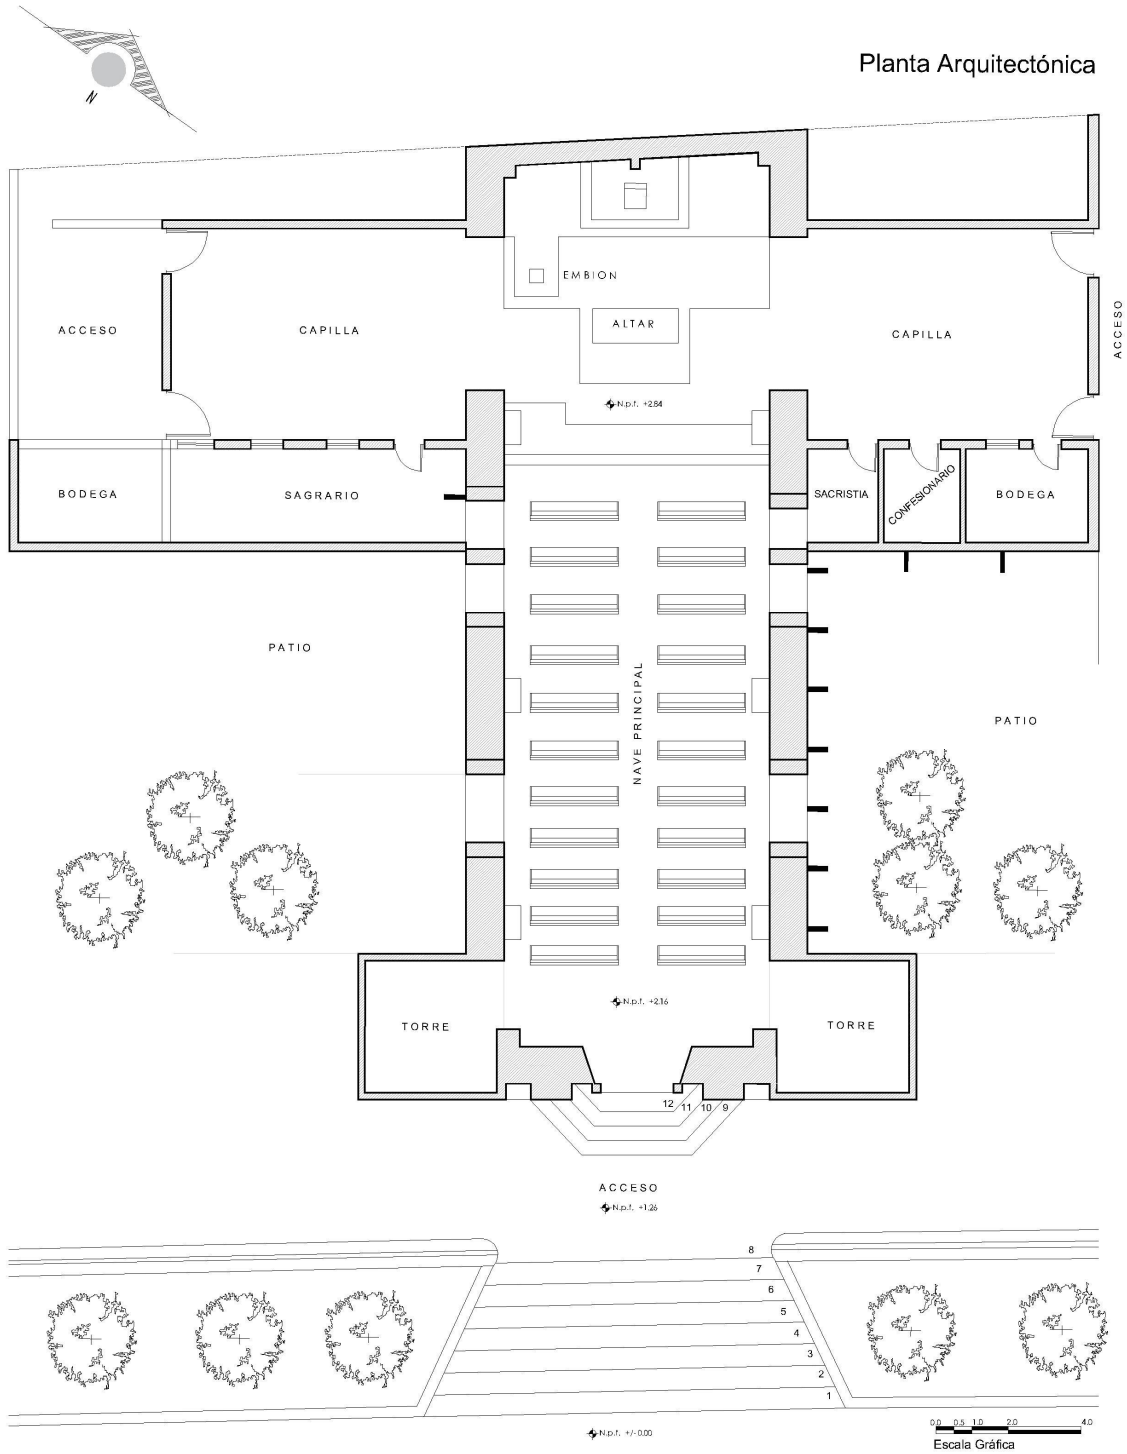 Planta Arquitectónica
N
EMBION
ALTAR
ACCESO
CAPILLA
CAPILLA
ACCESO
N.p.t. +2.84
BODEGA
SAGRARIO
SACRISTIA
CONFESIONARIO
BODEGA
PATIO
NAVE PRINCIPAL
PATIO
N.p.t. +2.16
TORRE
TORRE
12 11 10 9
ACCESO
N.p.t. +1.26
8
7
6
5
4
3
2
1
N.p.t. +/- 0.00
0.0 0.5 1.0 2.0 4.0
Escala Gráfica